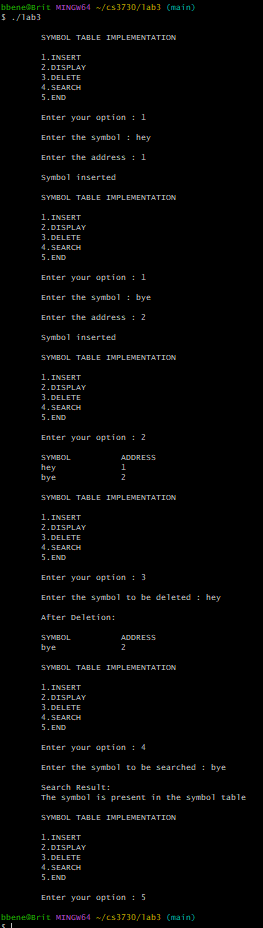 bbene@Brit MINGW64 ~/cs3730/lab3 (main)
$ ./lab3
SYMBOL TABLE IMPLEMENTATION
1.INSERT
2.DISPLAY
3.DELETE
4.SEARCH
5.END
Enter your option : 1
Enter the symbol : hey
Enter the address : 1
Symbol inserted
SYMBOL TABLE IMPLEMENTATION
1.INSERT
2.DISPLAY
3.DELETE
4.SEARCH
5.END
Enter your option : 1
Enter the symbol : bye
Enter the address : 2
Symbol inserted
SYMBOL TABLE IMPLEMENTATION
1.INSERT
2.DISPLAY
3.DELETE
4.SEARCH
5.END
Enter your option : 2
SYMBOL ADDRESS
hey 1
bye 2
SYMBOL TABLE IMPLEMENTATION
1.INSERT
2.DISPLAY
3.DELETE
4.SEARCH
5.END
Enter your option : 3
Enter the symbol to be deleted : hey
After Deletion:
SYMBOL ADDRESS
bye 2
SYMBOL TABLE IMPLEMENTATION
1.INSERT
2.DISPLAY
3.DELETE
4.SEARCH
5.END
Enter your option : 4
Enter the symbol to be searched : bye
Search Result:
The symbol is present in the symbol table
SYMBOL TABLE IMPLEMENTATION
1.INSERT
2.DISPLAY
3.DELETE
4.SEARCH
5.END
Enter your option : 5
bbene@Brit MINGW64 ~/cs3730/lab3 (main)
$